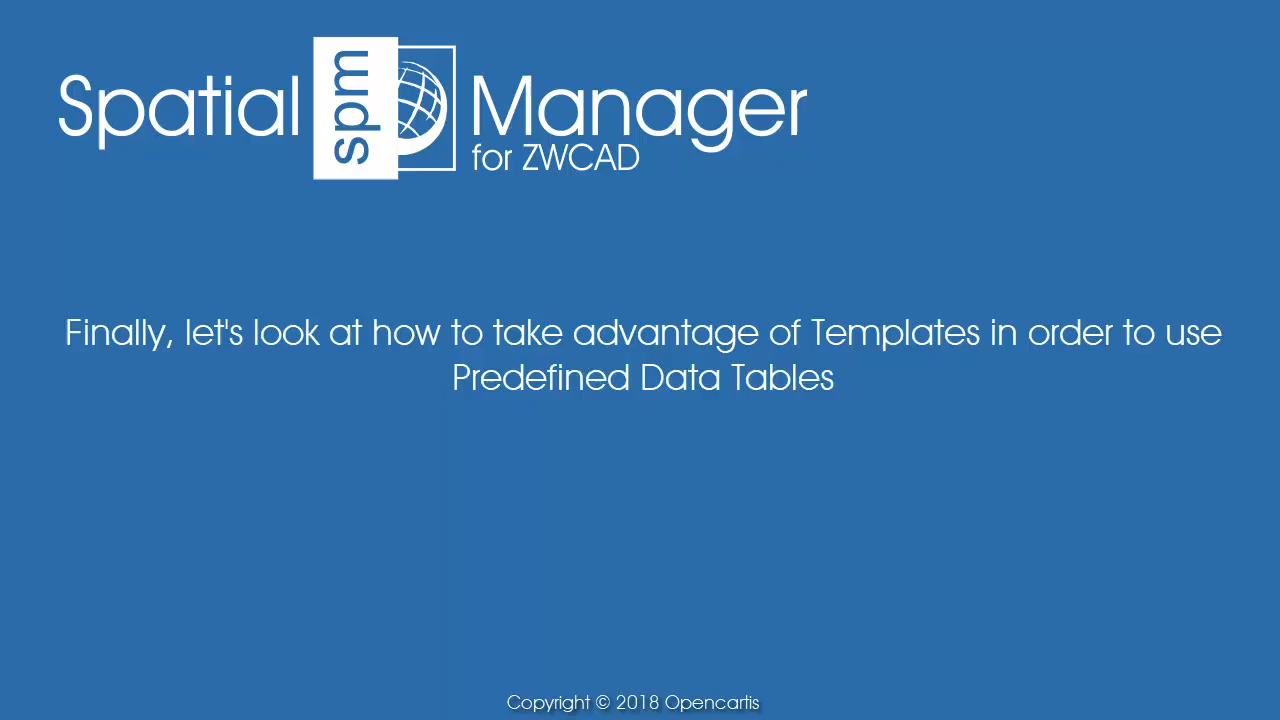 Spatial spm Manager
for ZWCAD
Finally, let's look at how to take advantage of Templates in order to use
Predefined Data Tables
Copyright © 2018 Opencartis